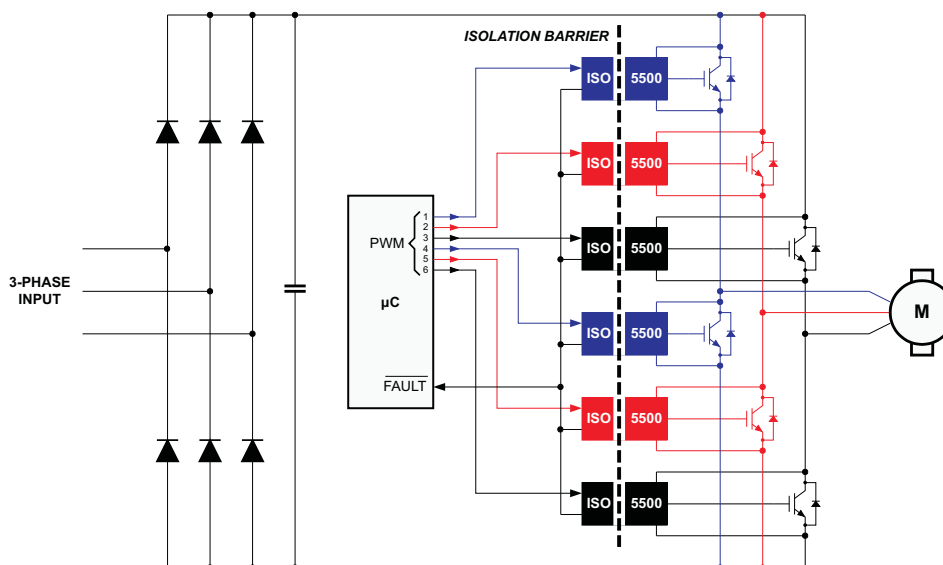 ISOLATION BARRIER
ISO 5500
ISO 5500
1
2
PWM 3
4
5
6
ISO 5500
3-PHASE
INPUT
µC
M
ISO 5500
FAULT
ISO 5500
ISO 5500